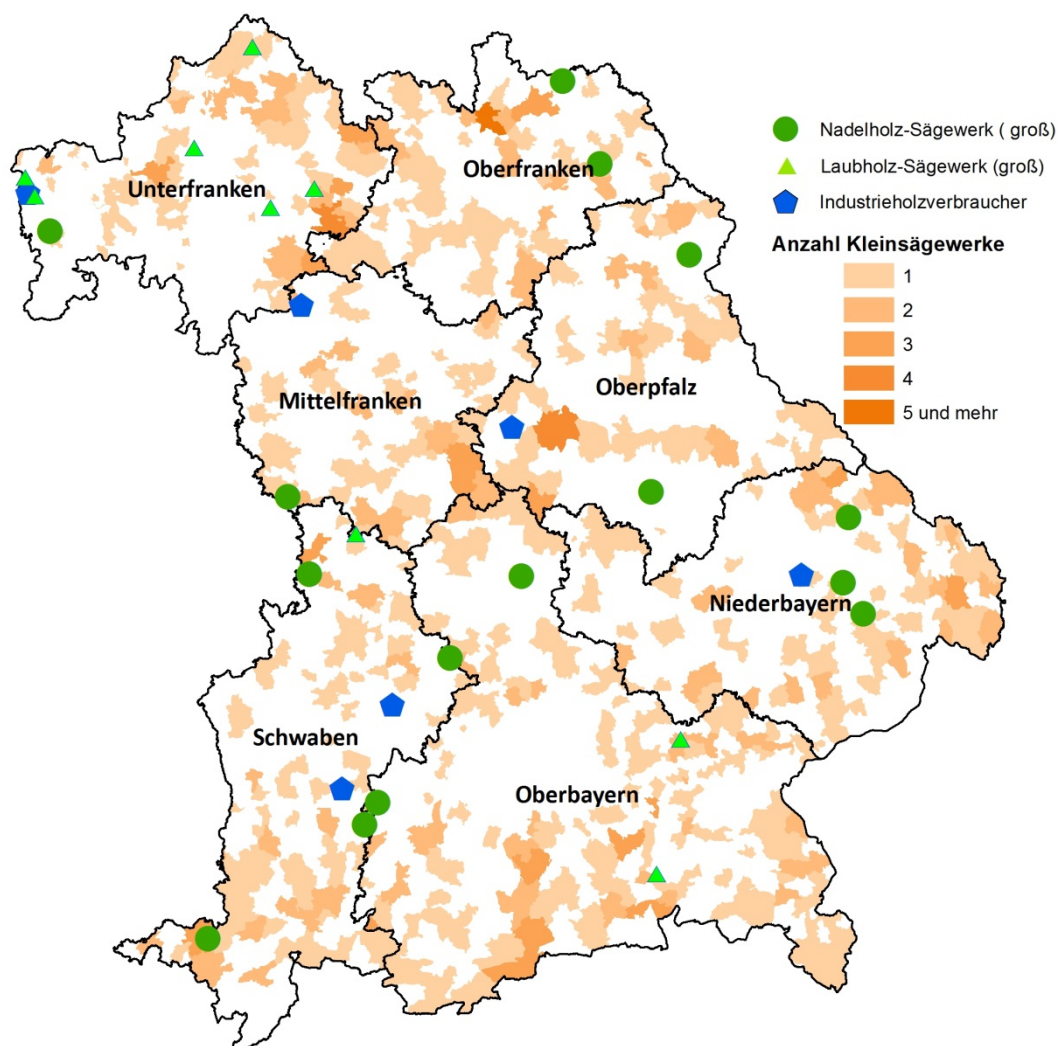 Nadelholz-Sägewerk ( groß)
Laubholz-Sägewerk (groß)
Industrieholzverbraucher
Anzahl Kleinsägewerke
1
2
3
4
5 und mehr
Unterfranken
Oberfranken
Mittelfranken
Oberpfalz
Niederbayern
Schwaben
Oberbayern